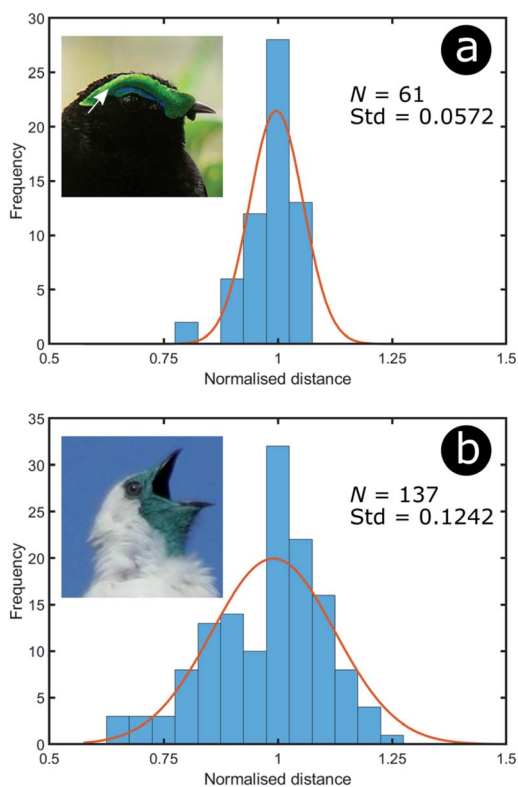 30
25
20
15
10
5
0
Frequency
a
N = 61
Std = 0.0572
0.5 0.75 1 1.25 1.5
Normalised distance
35
30
25
20
15
10
5
0
Frequency
b
N = 137
Std = 0.1242
0.5 0.75 1 1.25 1.5
Normalised distance